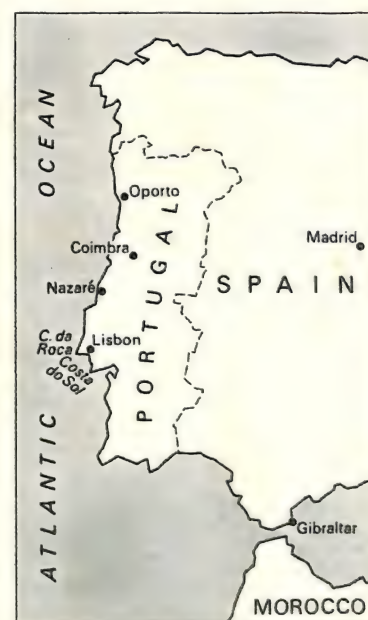 ATLANTIC OCEAN
Oporto
Coimbra
Madrid
Nazaré
PORTUGAL
SPAIN
C. da
Roca
Lisbon
Costa
do Sol
Gibraltar
MOROCCO